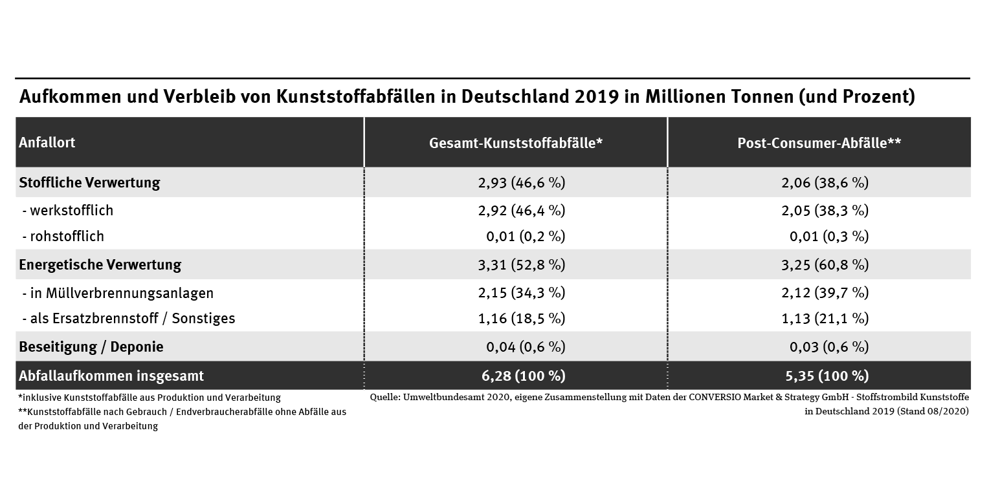 Aufkommen und Verbleib von Kunststoffabfällen in Deutschland 2019 in Millionen Tonnen (und Prozent)
Anfallort Gesamt-Kunststoffabfälle* Post-Consumer-Abfälle**
Stoffliche Verwertung 2,93 (46,6 %) 2,06 (38,6 %)
- werkstofflich 2,92 (46,4 %) 2,05 (38,3 %)
- rohstofflich 0,01 (0,2 %) 0,01 (0,3 %)
Energetische Verwertung 3,31 (52,8 %) 3,25 (60,8 %)
- in Müllverbrennungsanlagen 2,15 (34,3 %) 2,12 (39,7 %)
- als Ersatzbrennstoff / Sonstiges 1,16 (18,5 %) 1,13 (21,1 %)
Beseitigung / Deponie 0,04 (0,6 %) 0,03 (0,6 %)
Abfallaufkommen insgesamt 6,28 (100 %) 5,35 (100 %)
*inklusive Kunststoffabfälle aus Produktion und Verarbeitung
**Kunststoffabfälle nach Gebrauch / Endverbraucherabfälle ohne Abfälle aus
der Produktion und Verarbeitung
Quelle: Umweltbundesamt 2020, eigene Zusammenstellung mit Daten der CONVERSIO Market & Strategy GmbH - Stoffstrombild Kunststoffe
in Deutschland 2019 (Stand 08/2020)